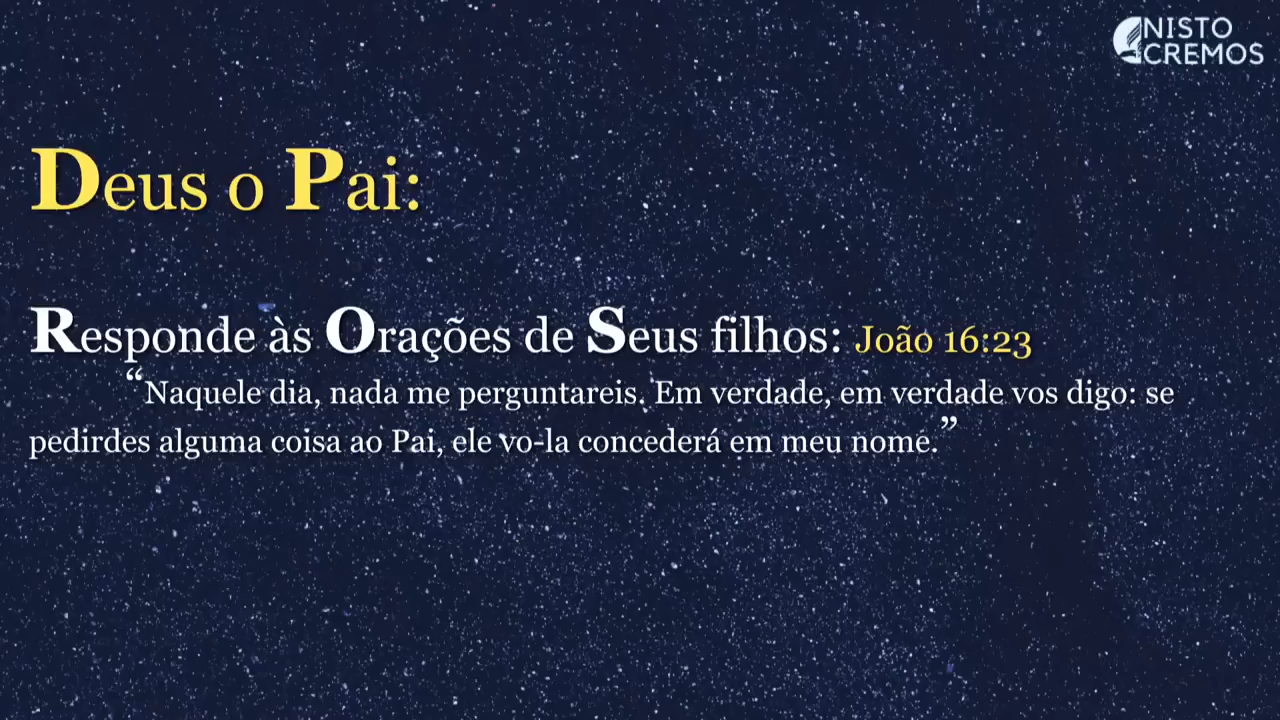 NISTO
CREMOS
Deus o Pai:
Responde às Orações de Seus filhos: João 16:23
“Naquele dia, nada me perguntareis. Em verdade, em verdade vos digo: se
pedirdes alguma coisa ao Pai, ele vo-la concederá em meu nome.”